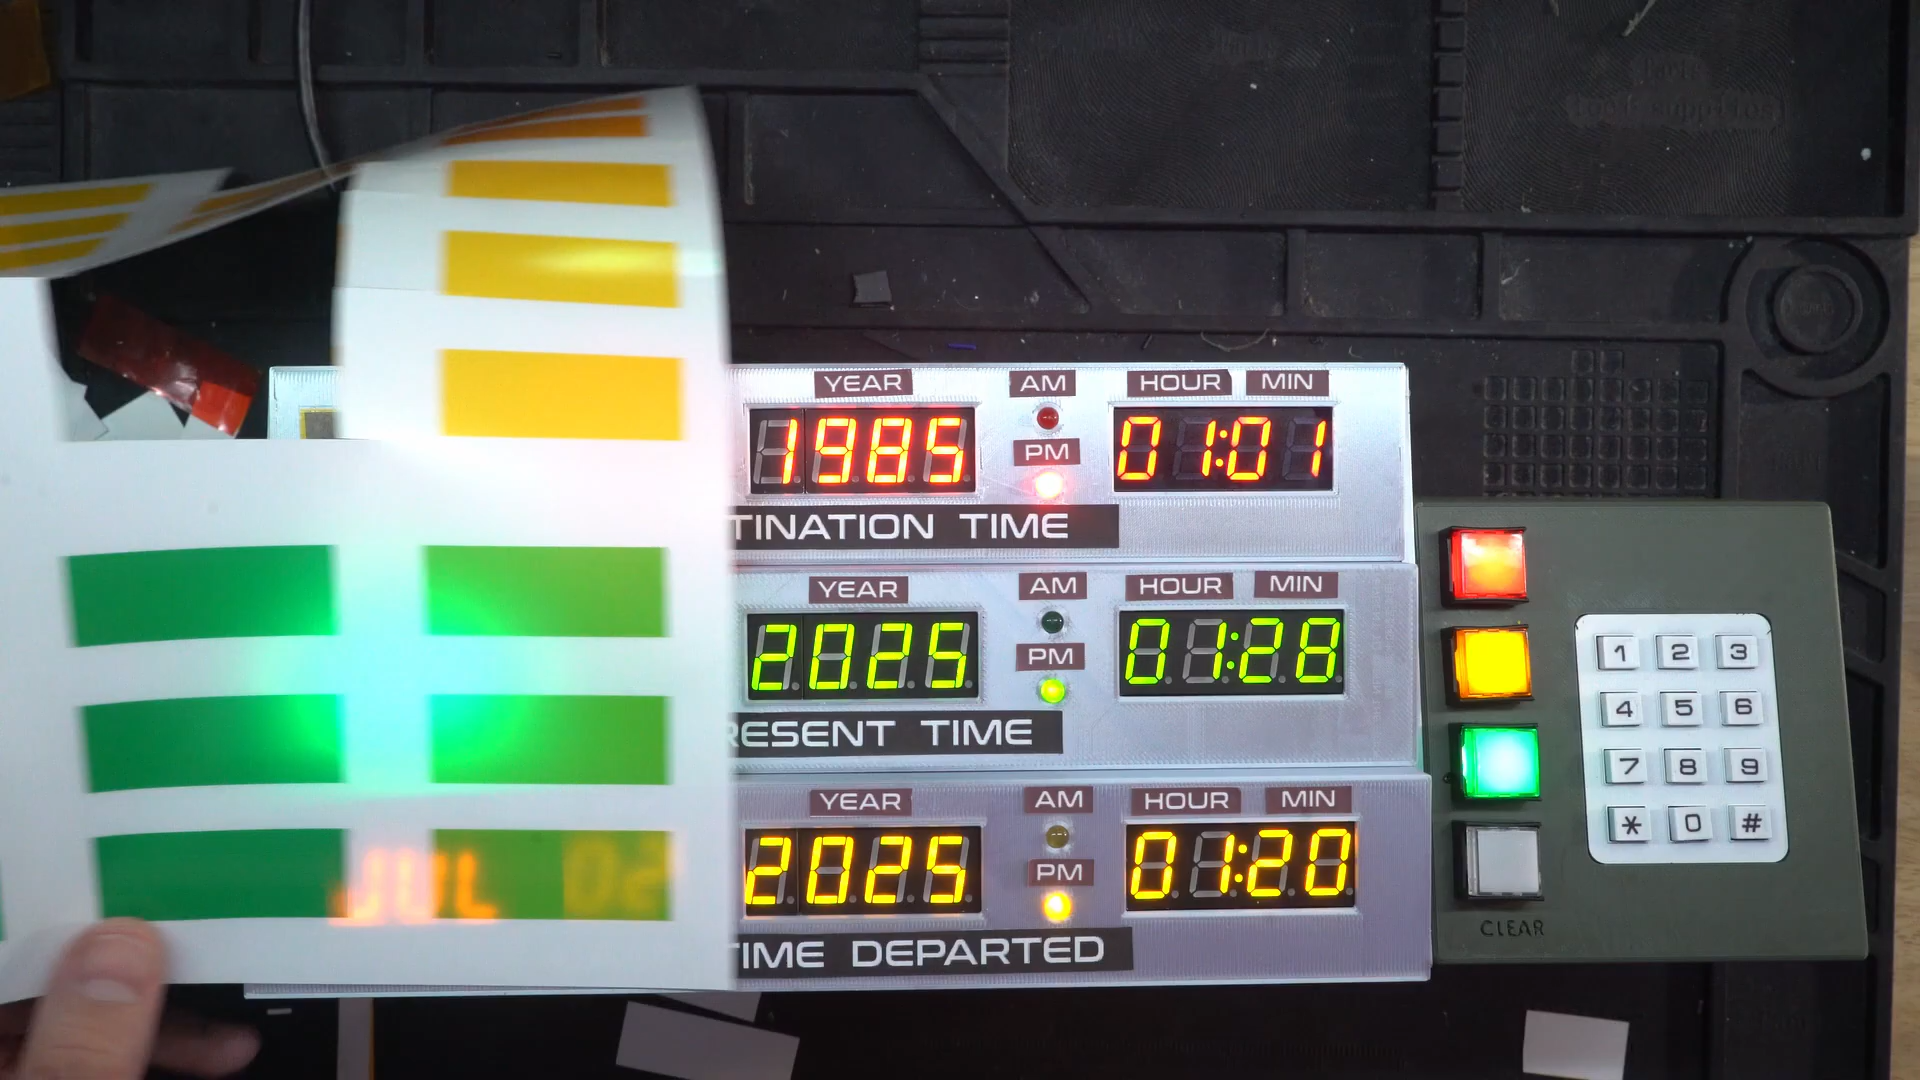 YEAR AM HOUR MIN
1985 PM 01:01
TINATION TIME
YEAR AM HOUR MIN
2025 PM 01:28
RESENT TIME
YEAR AM HOUR MIN
JUL 02 2025 PM 01:20
TIME DEPARTED
1 2 3
4 5 6
7 8 9
* 0 #
CLEAR